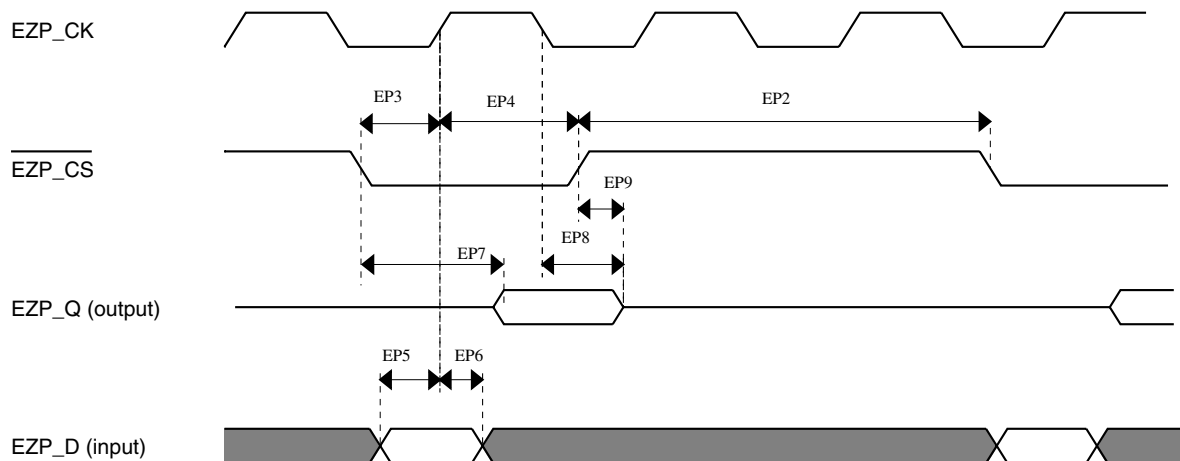 EZP_CK
EP3
EP4
EP2
EZP_CS
EP9
EP8
EP7
EZP_Q (output)
EP5
EP6
EZP_D (input)